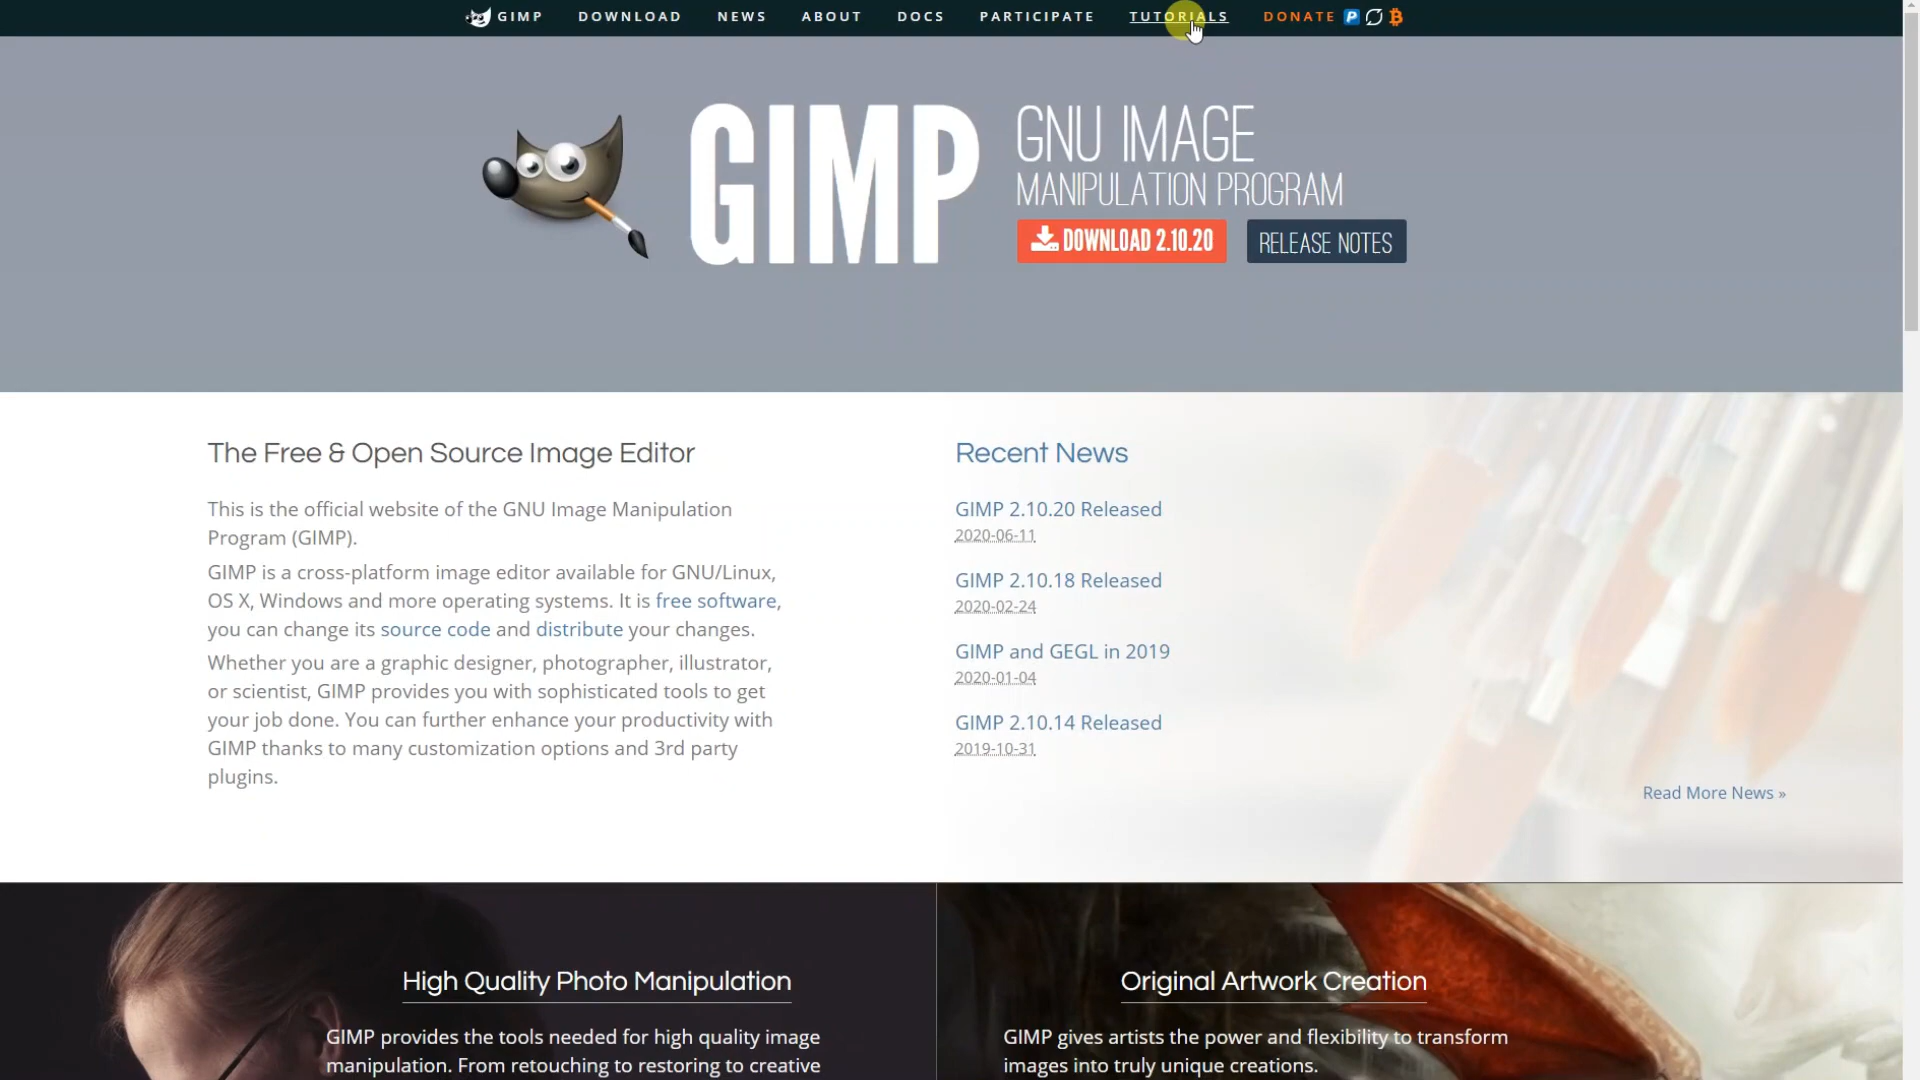 GIMP DOWNLOAD NEWS ABOUT DOCS PARTICIPATE TUTORIALS DONATE
GIMP
GNU IMAGE
MANIPULATION PROGRAM
DOWNLOAD 2.10.20
RELEASE NOTES
The Free & Open Source Image Editor
This is the official website of the GNU Image Manipulation
Program (GIMP).
GIMP is a cross-platform image editor available for GNU/Linux,
OS X, Windows and more operating systems. It is free software,
you can change its source code and distribute your changes.
Whether you are a graphic designer, photographer, illustrator,
or scientist, GIMP provides you with sophisticated tools to get
your job done. You can further enhance your productivity with
GIMP thanks to many customization options and 3rd party
plugins.
Recent News
GIMP 2.10.20 Released
2020-06-11
GIMP 2.10.18 Released
2020-02-24
GIMP and GEGL in 2019
2020-01-04
GIMP 2.10.14 Released
2019-10-31
Read More News »
High Quality Photo Manipulation
GIMP provides the tools needed for high quality image
manipulation. From retouching to restoring to creative
Original Artwork Creation
GIMP gives artists the power and flexibility to transform
images into truly unique creations.